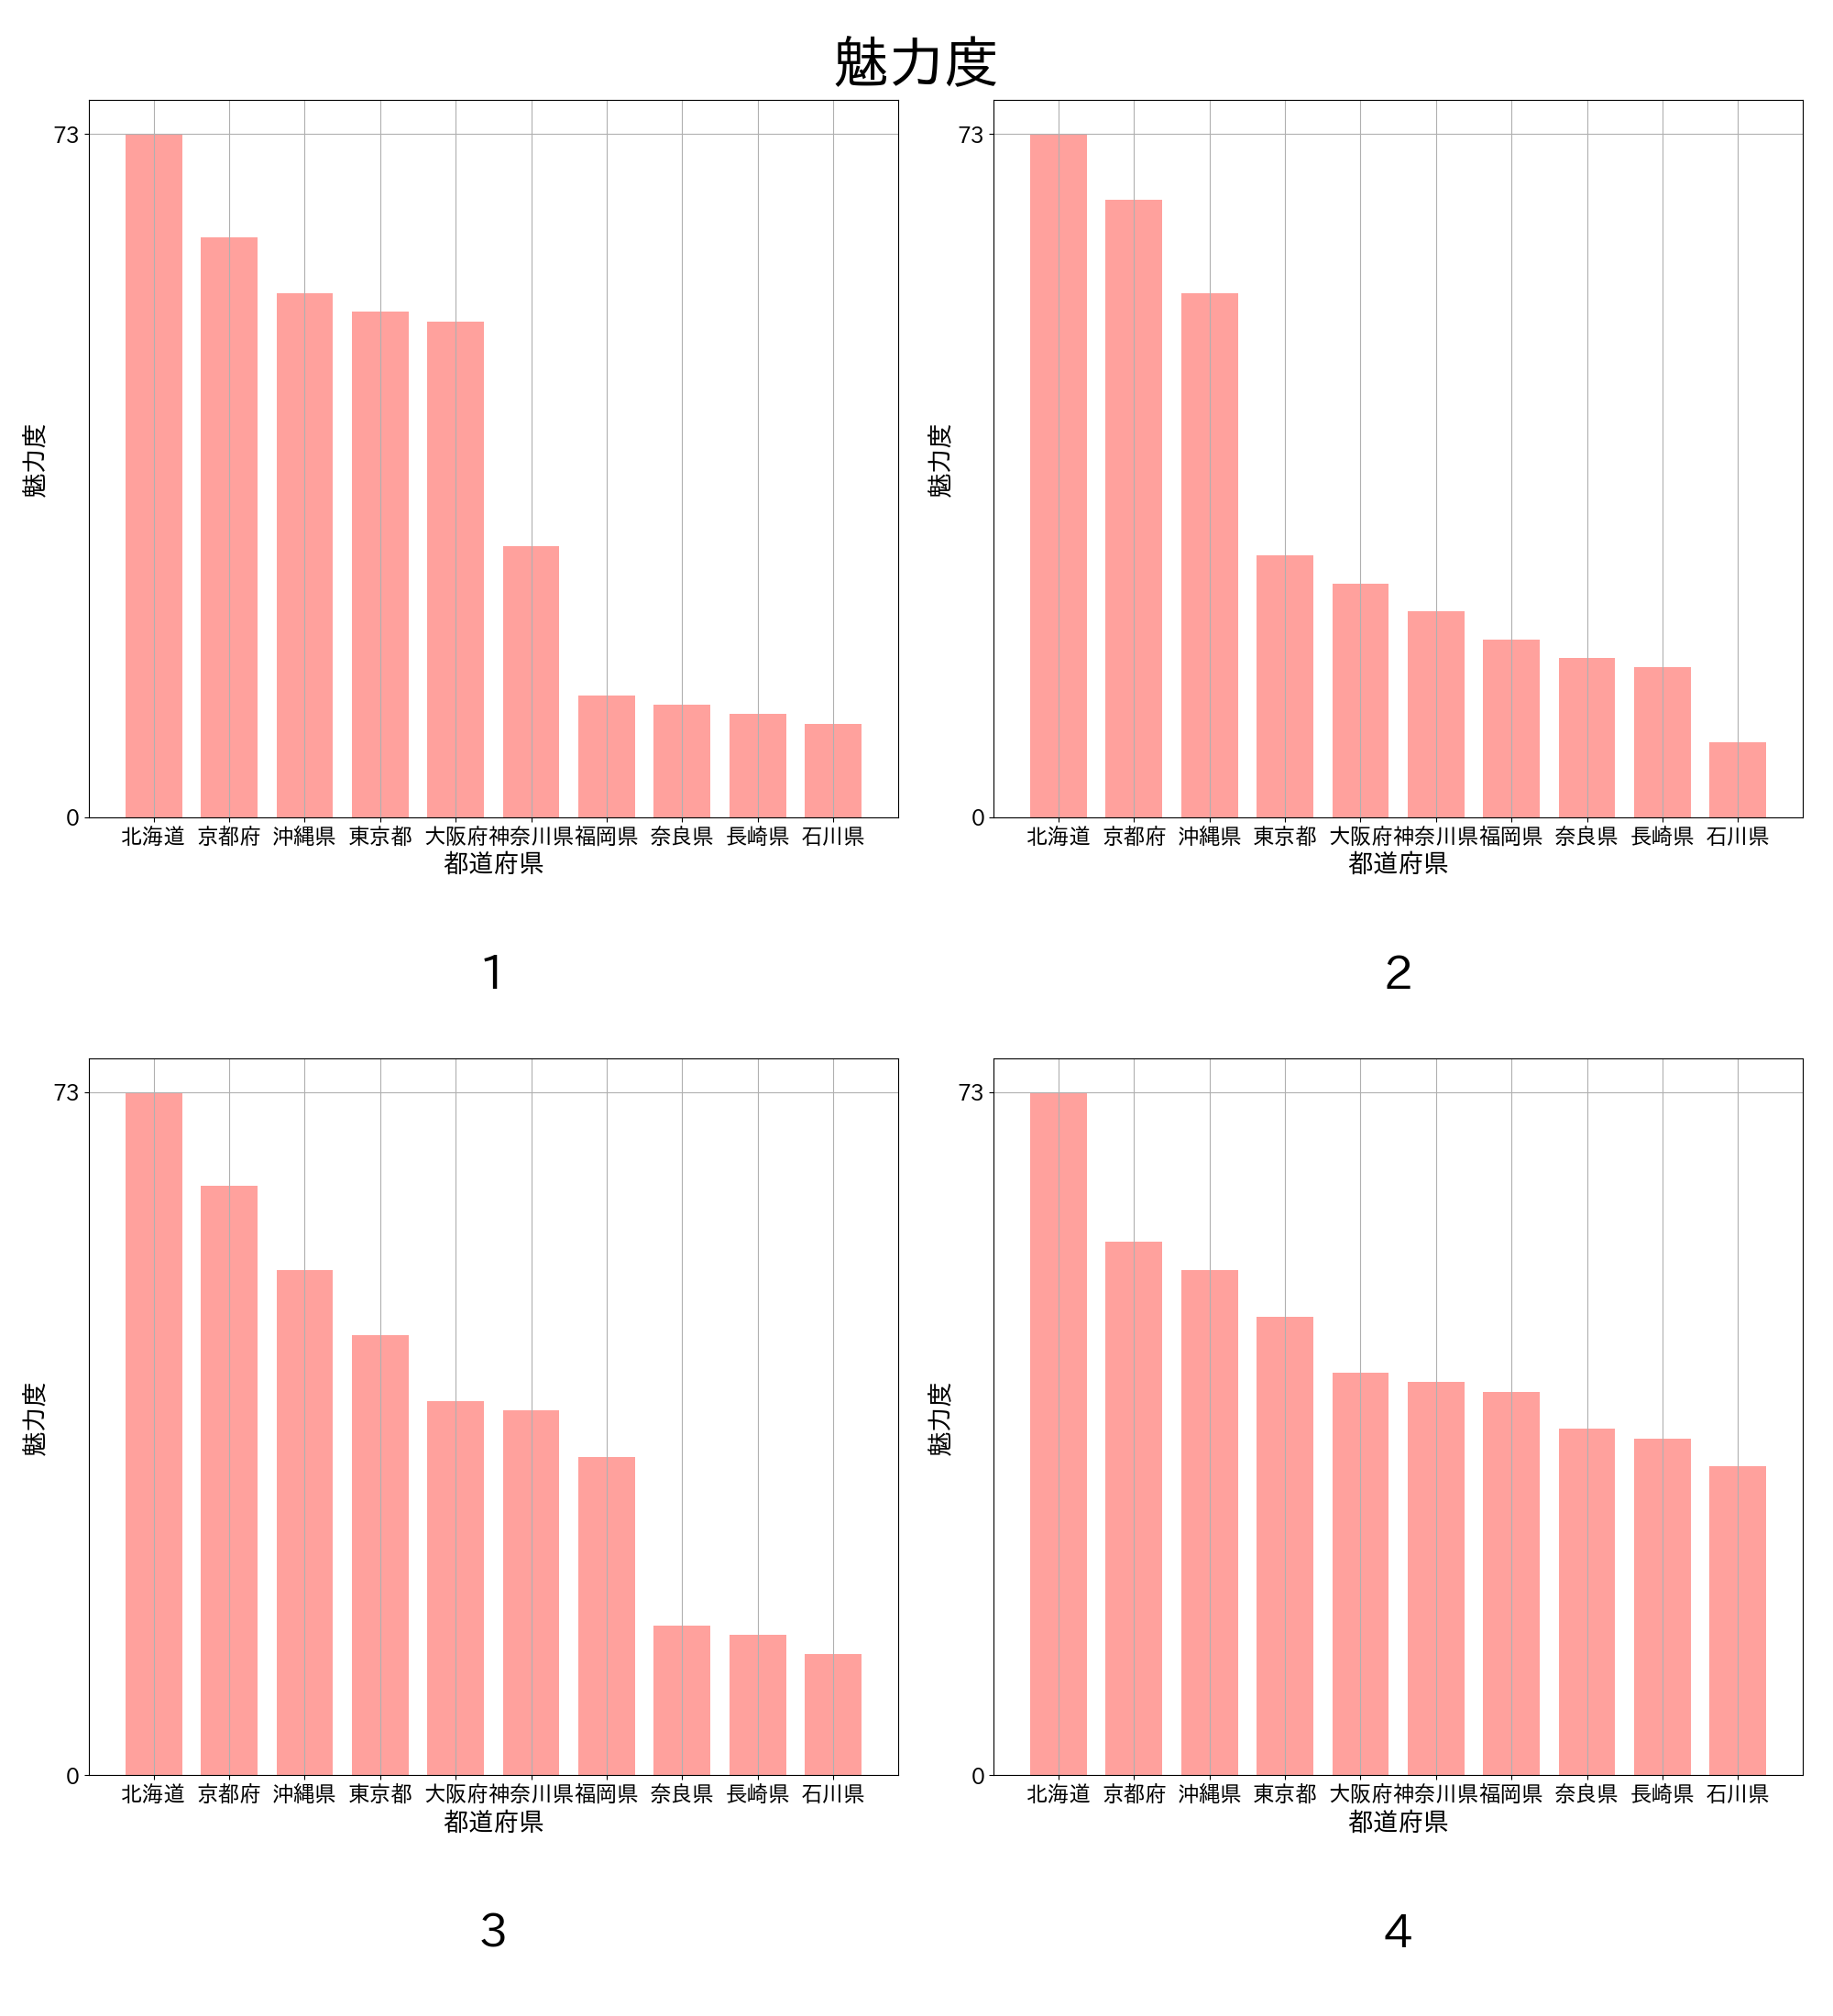 魅力度
73
0
魅力度
北海道 京都府 沖縄県 東京都 大阪府 神奈川県 福岡県 奈良県 長崎県 石川県
都道府県
1
73
0
魅力度
北海道 京都府 沖縄県 東京都 大阪府 神奈川県 福岡県 奈良県 長崎県 石川県
都道府県
2
73
0
魅力度
北海道 京都府 沖縄県 東京都 大阪府 神奈川県 福岡県 奈良県 長崎県 石川県
都道府県
3
73
0
魅力度
北海道 京都府 沖縄県 東京都 大阪府 神奈川県 福岡県 奈良県 長崎県 石川県
都道府県
4